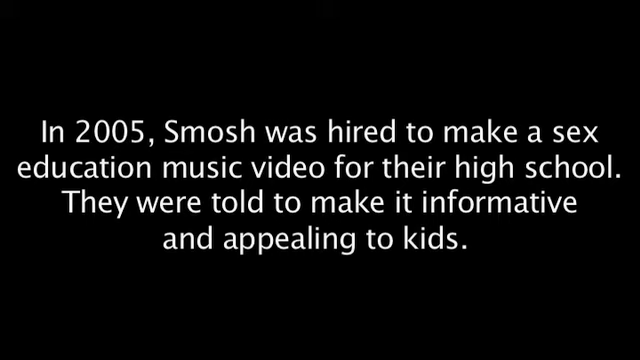 In 2005, Smosh was hired to make a sex
education music video for their high school.
They were told to make it informative
and appealing to kids.